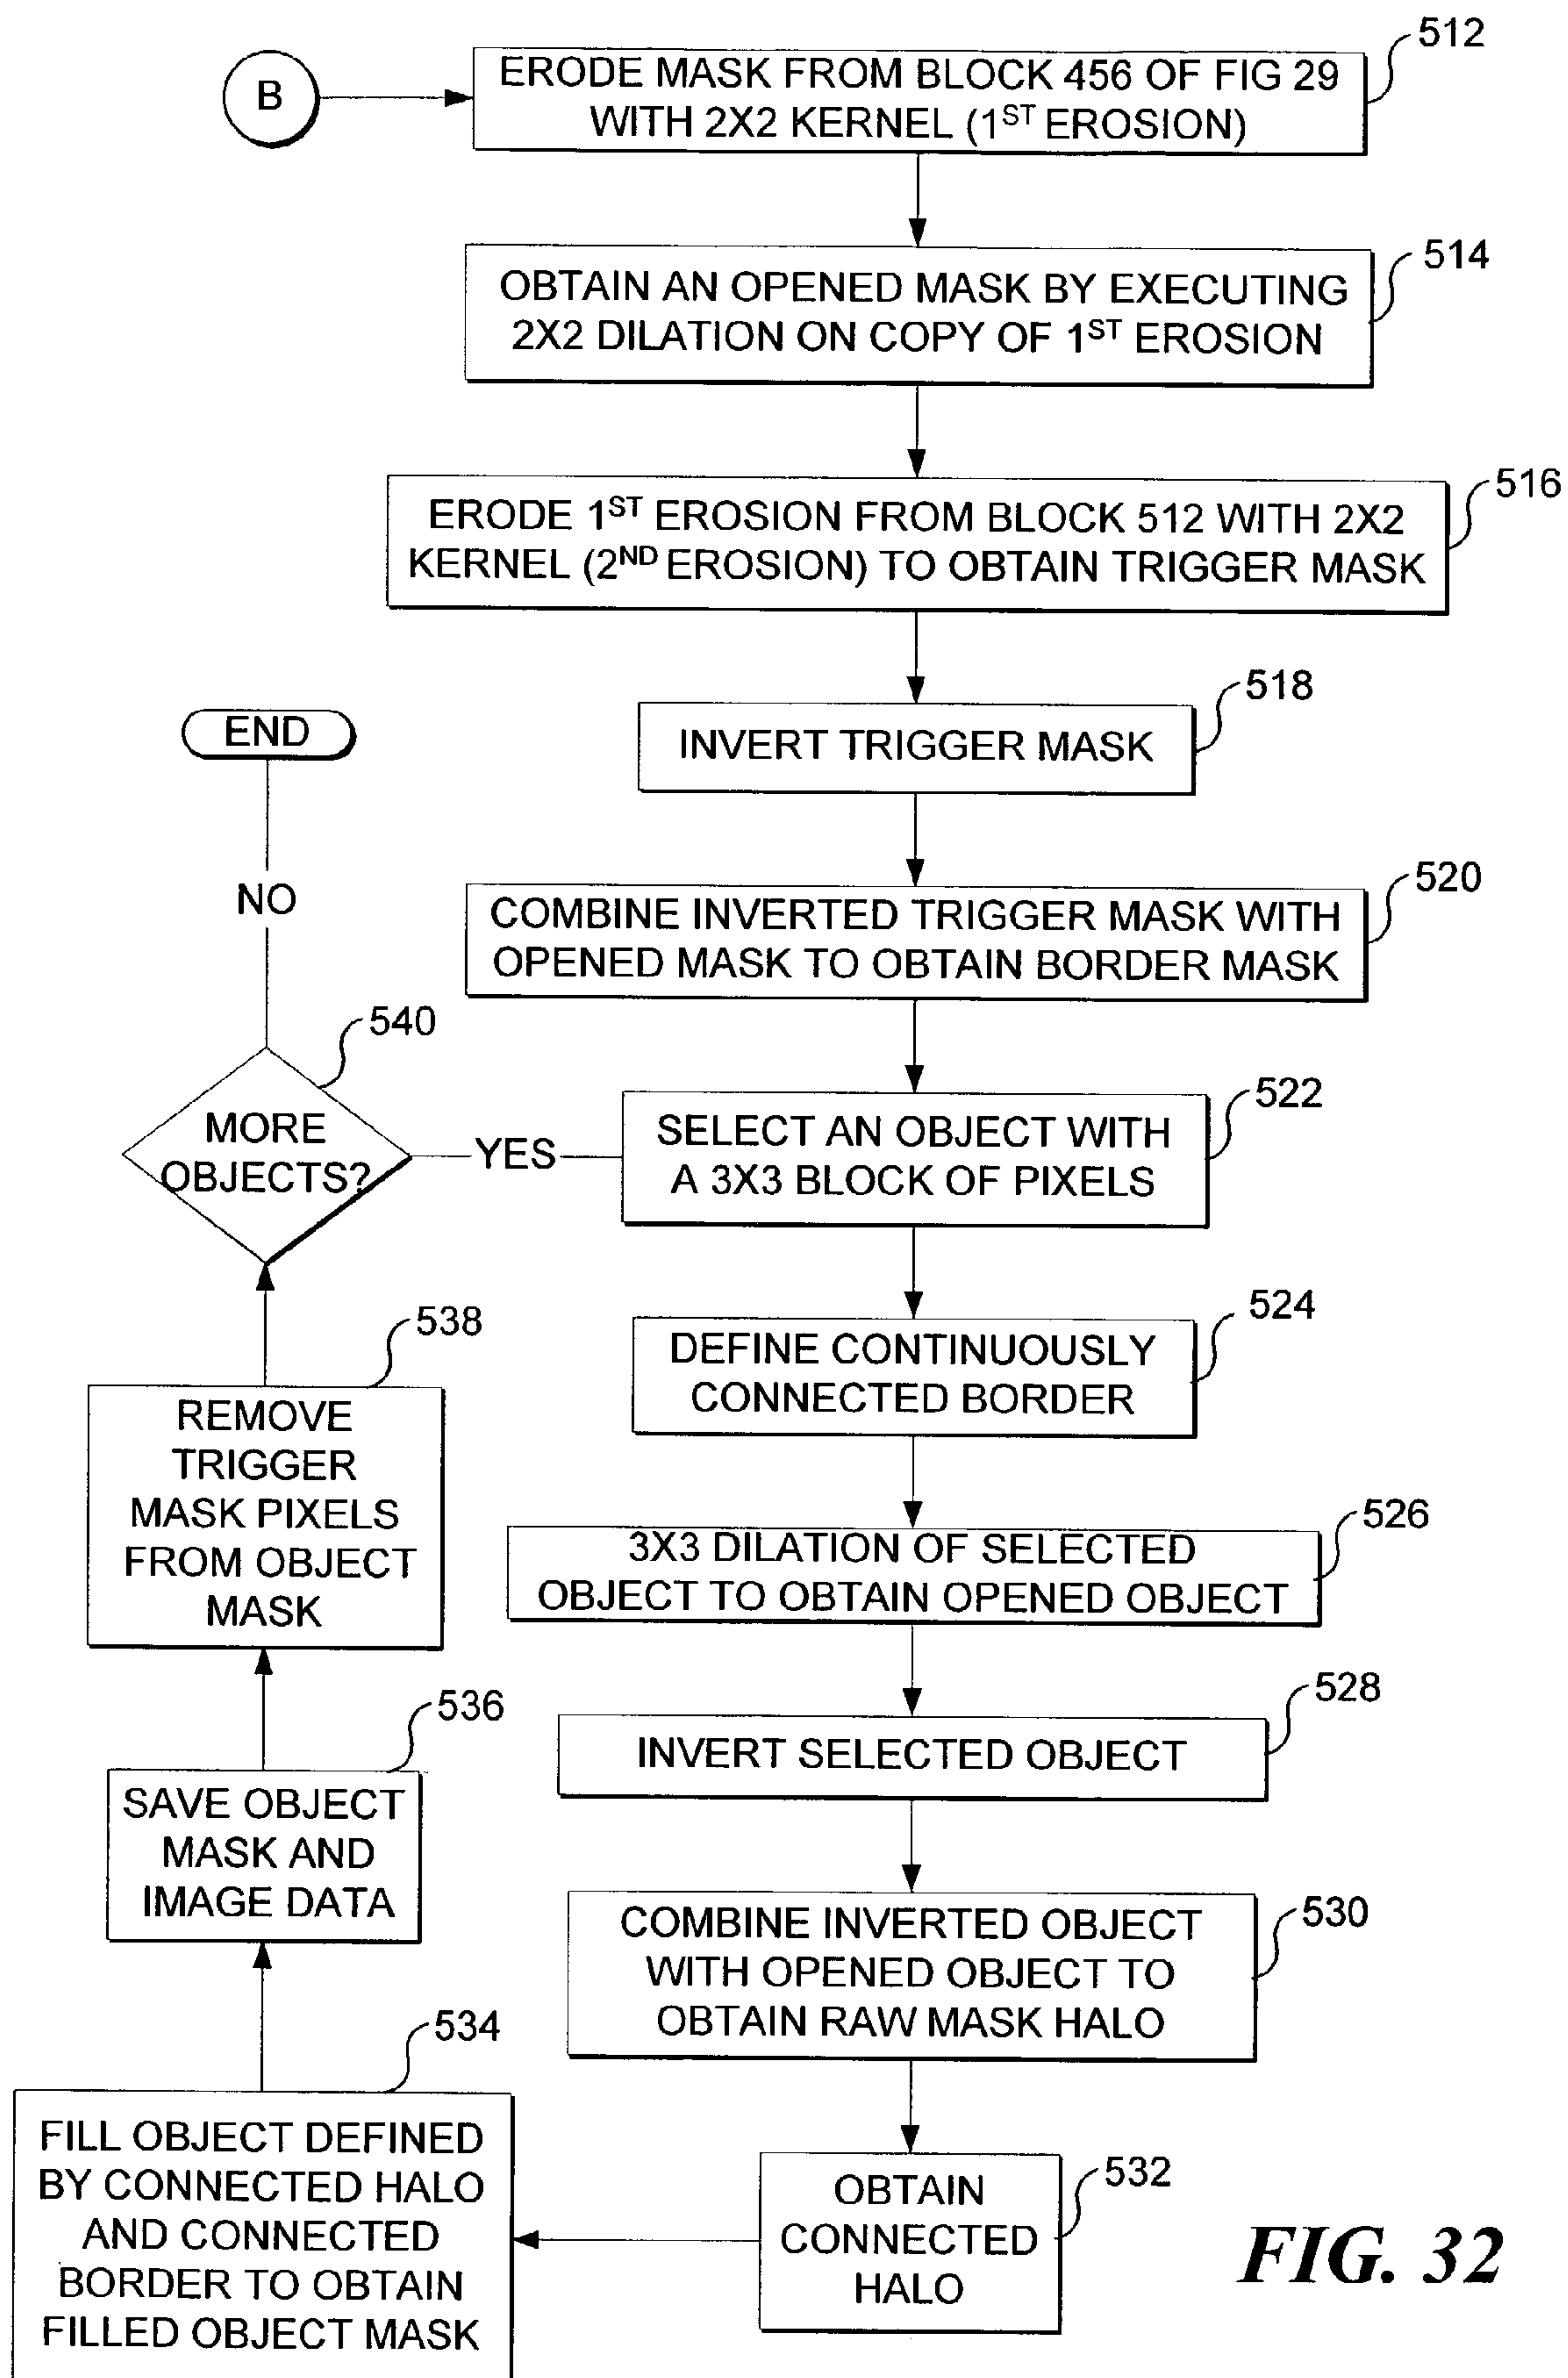 B
ERODE MASK FROM BLOCK 456 OF FIG 29
WITH 2X2 KERNEL (1ST EROSION)
512
OBTAIN AN OPENED MASK BY EXECUTING
2X2 DILATION ON COPY OF 1ST EROSION
514
ERODE 1ST EROSION FROM BLOCK 512 WITH 2X2
KERNEL (2ND EROSION) TO OBTAIN TRIGGER MASK
516
INVERT TRIGGER MASK
518
COMBINE INVERTED TRIGGER MASK WITH
OPENED MASK TO OBTAIN BORDER MASK
520
SELECT AN OBJECT WITH
A 3X3 BLOCK OF PIXELS
522
DEFINE CONTINUOUSLY
CONNECTED BORDER
524
3X3 DILATION OF SELECTED
OBJECT TO OBTAIN OPENED OBJECT
526
INVERT SELECTED OBJECT
528
COMBINE INVERTED OBJECT
WITH OPENED OBJECT TO
OBTAIN RAW MASK HALO
530
OBTAIN
CONNECTED
HALO
532
FILL OBJECT DEFINED
BY CONNECTED HALO
AND CONNECTED
BORDER TO OBTAIN
FILLED OBJECT MASK
534
SAVE OBJECT
MASK AND
IMAGE DATA
536
REMOVE
TRIGGER
MASK PIXELS
FROM OBJECT
MASK
538
MORE
OBJECTS?
540
YES
NO
END
FIG. 32